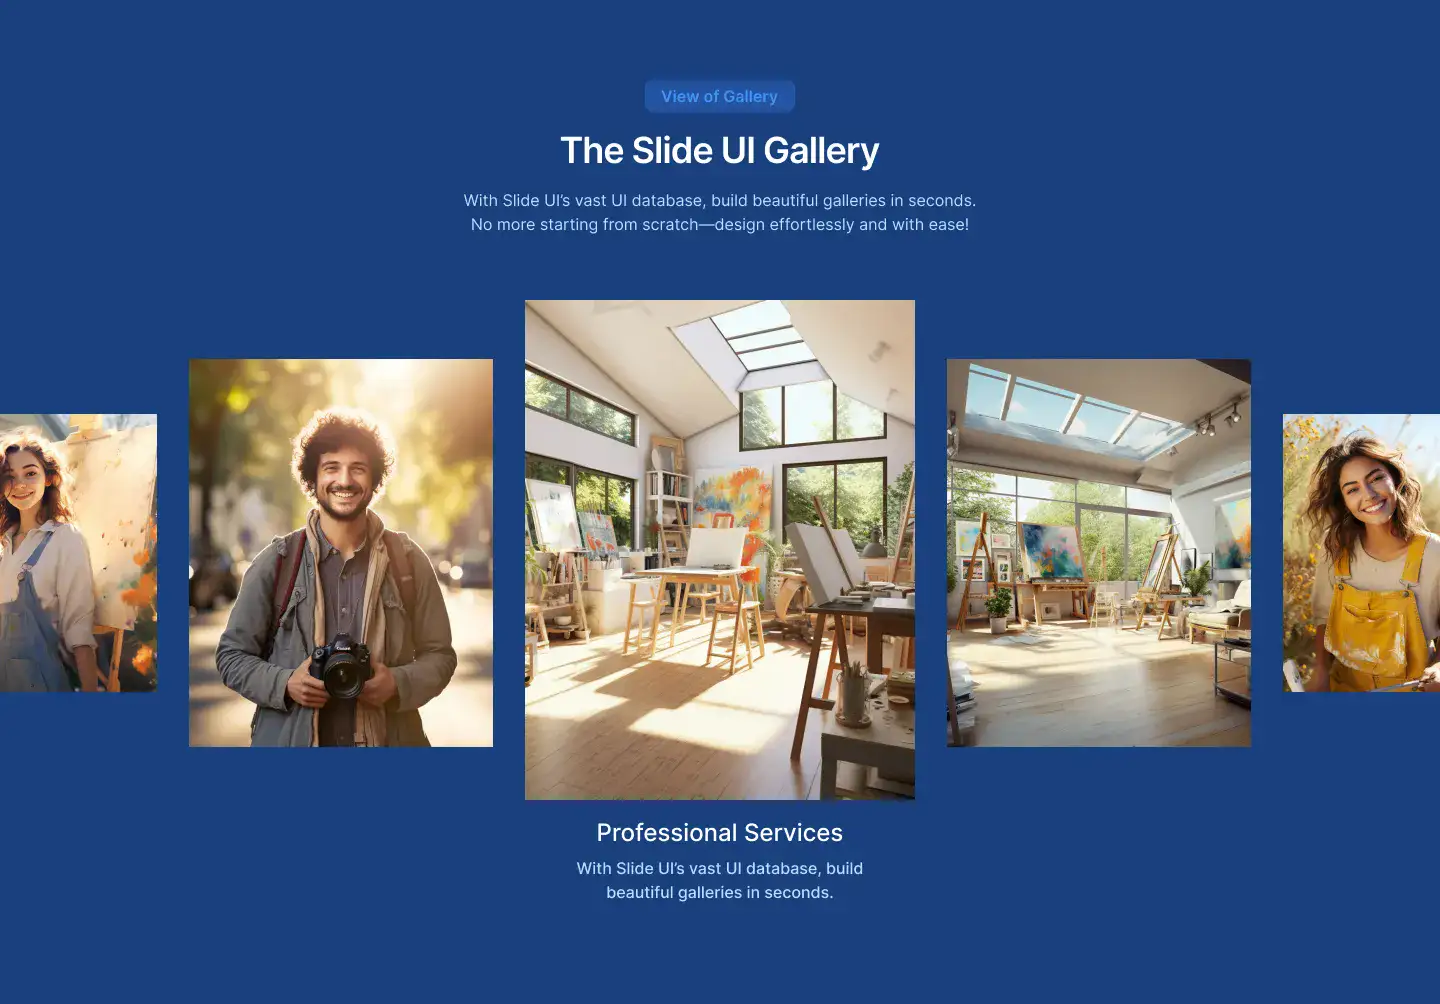 View of Gallery
The Slide UI Gallery
With Slide UI’s vast UI database, build beautiful galleries in seconds.
No more starting from scratch—design effortlessly and with ease!
Canon
Professional Services
With Slide UI’s vast UI database, build
beautiful galleries in seconds.